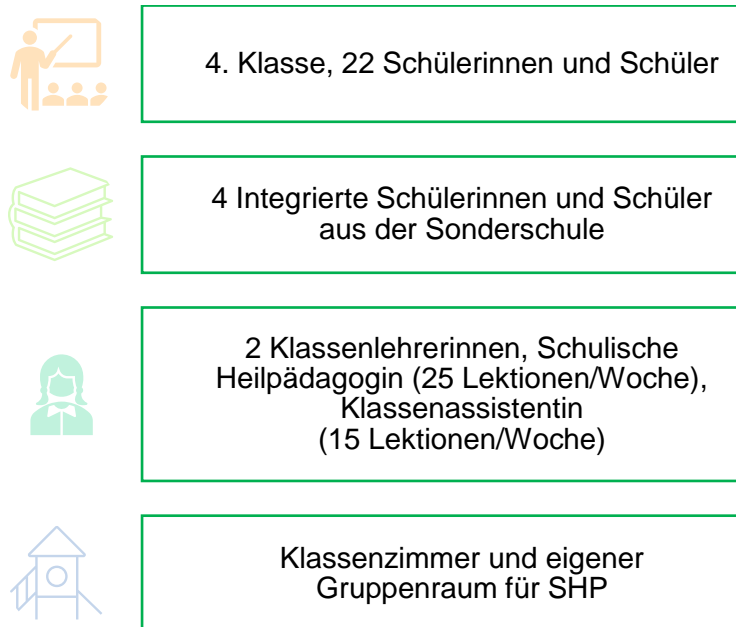 4. Klasse, 22 Schülerinnen und Schüler
4 Integrierte Schülerinnen und Schüler
aus der Sonderschule
2 Klassenlehrerinnen, Schulische
Heilpädagogin (25 Lektionen/Woche),
Klassenassistentin
(15 Lektionen/Woche)
Klassenzimmer und eigener
Gruppenraum für SHP